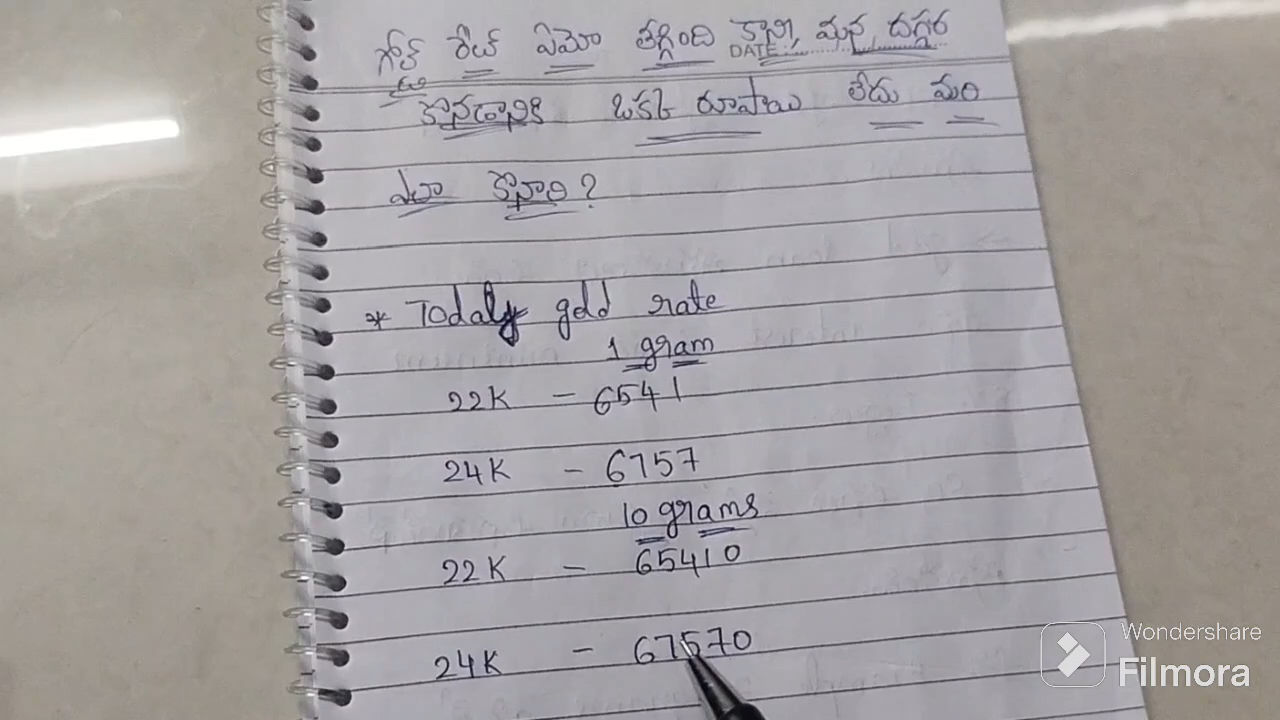 గోల్డ్ రేట్ ఏమో తగ్గింది కాని, మన దగ్గర
DATE
కొనడానికి ఒక్క రూపాయి లేదు మరి
ఎలా కొనాలి?
* Today gold rate
1 gram
22K - 6541
24K - 6757
10 grams
22K - 65410
24K - 67570
Wondershare
Filmora